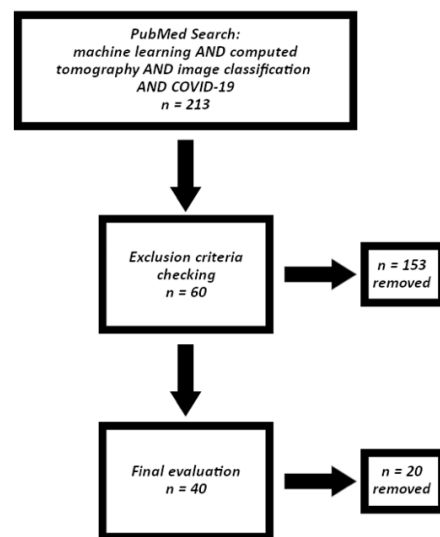 PubMed Search:
machine learning AND computed
tomography AND image classification
AND COVID-19
n = 213
Exclusion criteria
checking
n = 60
n = 153
removed
Final evaluation
n = 40
n = 20
removed